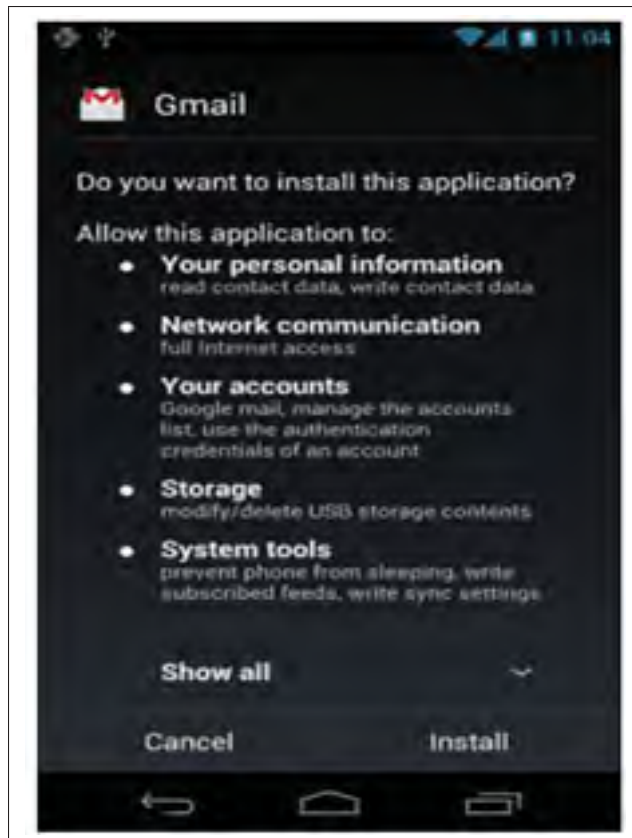 11:04
Gmail
Do you want to install this application?
Allow this application to:
• Your personal information
read contact data, write contact data
• Network communication
full Internet access
• Your accounts
Google mail, manage the accounts
list, use the authentication
credentials of an account
• Storage
modify/delete USB storage contents
• System tools
prevent phone from sleeping, write
subscribed feeds, write sync settings
Show all
Cancel Install